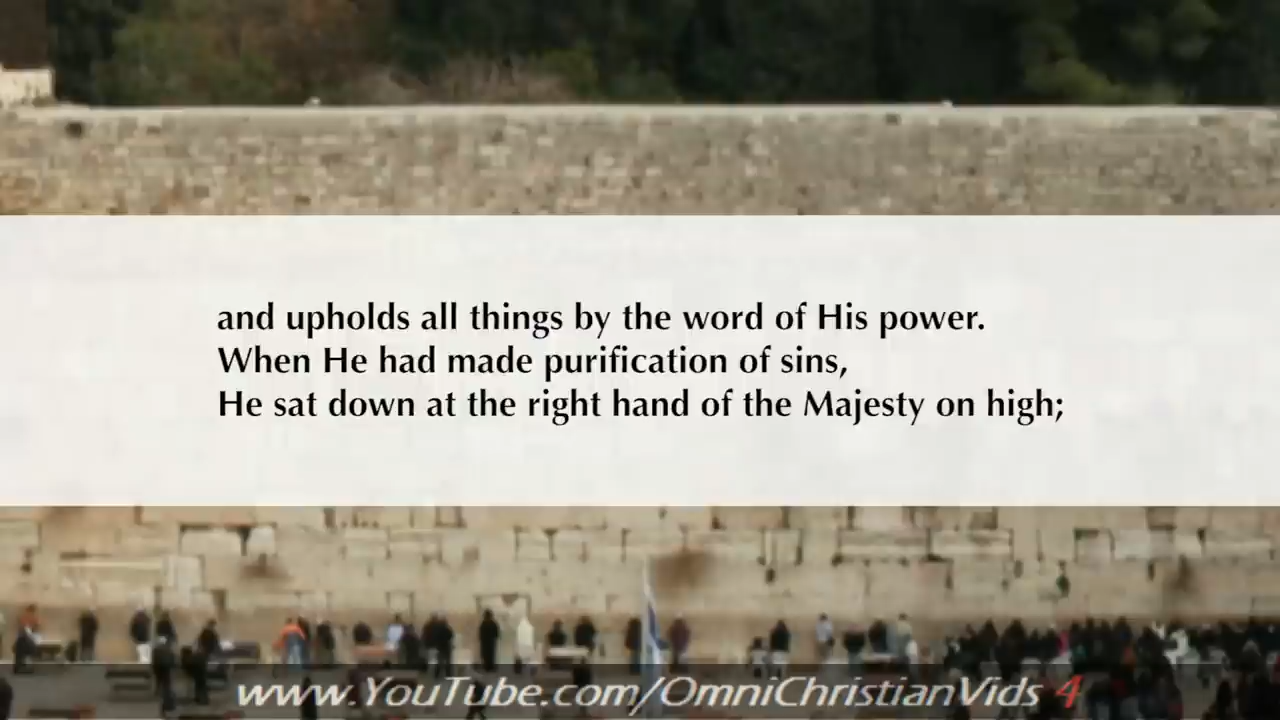 and upholds all things by the word of His power.
When He had made purification of sins,
He sat down at the right hand of the Majesty on high;
www.YouTube.com/OmniChristianVids 4